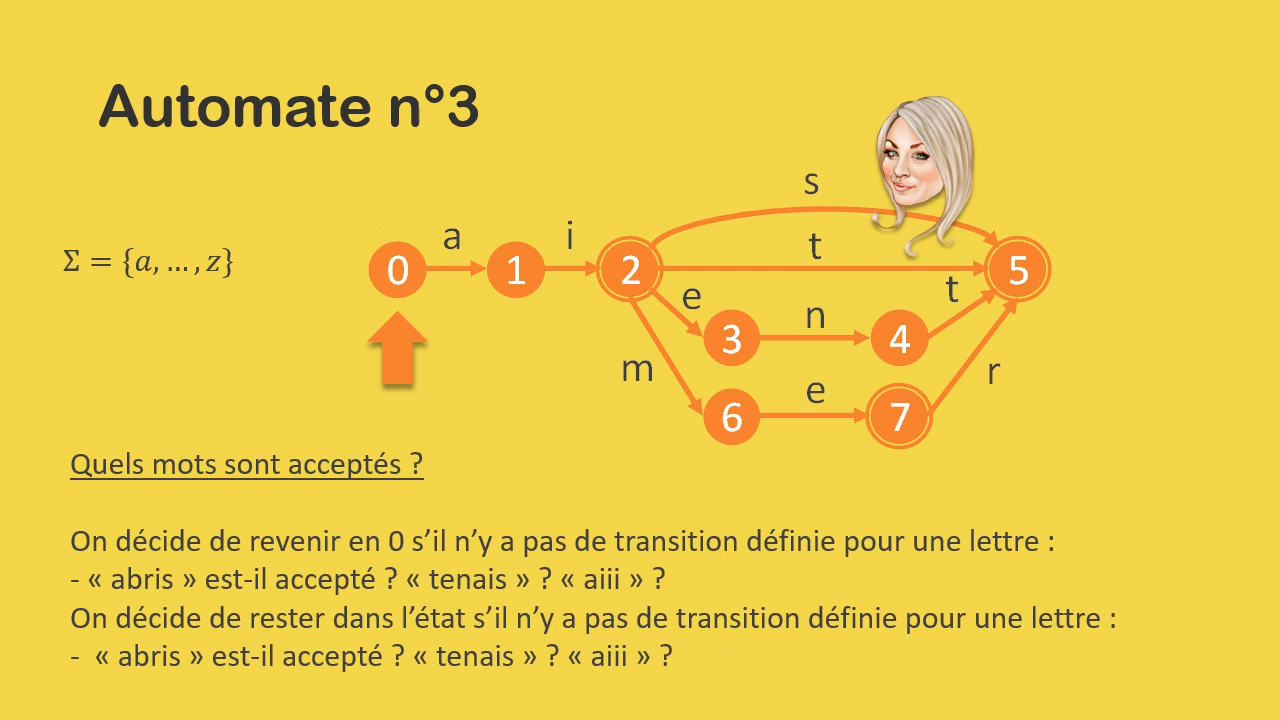 Automate n°3
Σ = {a, … , z}
s
a
i
t
0
1
2
5
e
t
n
3
4
m
e
r
6
7
Quels mots sont acceptés ?
On décide de revenir en 0 s’il n’y a pas de transition définie pour une lettre :
- « abris » est-il accepté ? « tenais » ? « aiii » ?
On décide de rester dans l’état s’il n’y a pas de transition définie pour une lettre :
- « abris » est-il accepté ? « tenais » ? « aiii » ?